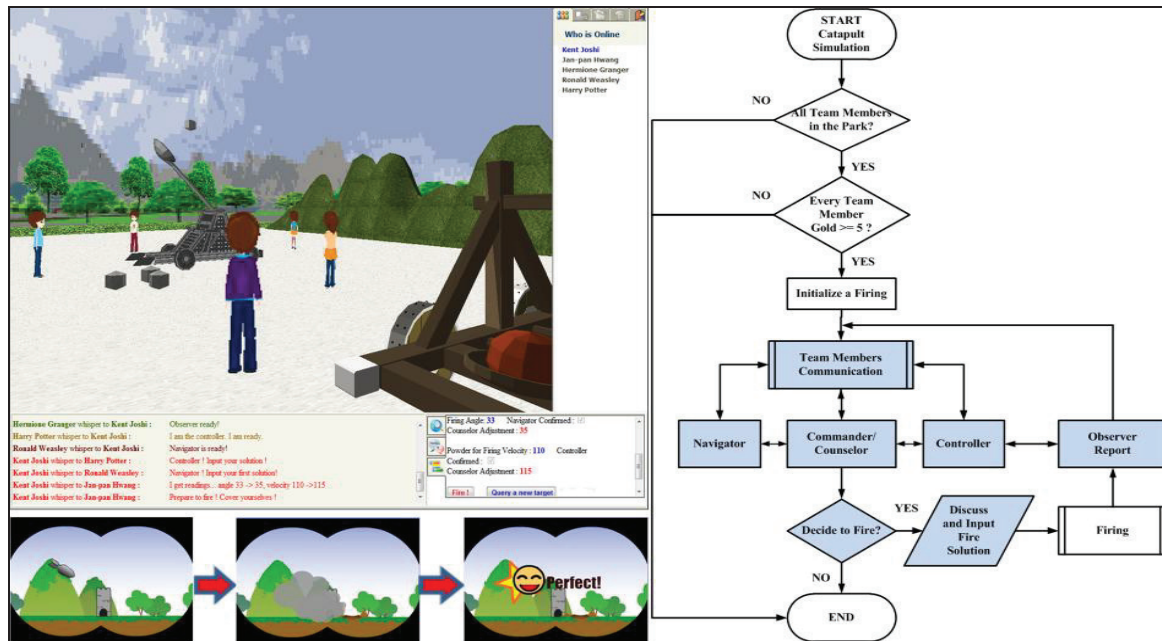 Who is Online
Kent Joshi
Jan-pan Hwang
Hermione Granger
Ronald Weasley
Harry Potter
Hermione Granger whisper to Kent Joshi : Observer ready!
Harry Potter whisper to Kent Joshi : I am the controller. I am ready.
Ronald Weasley whisper to Kent Joshi : Navigator is ready!
Kent Joshi whisper to Harry Potter : Controller ! Input your solution !
Kent Joshi whisper to Ronald Weasley : Navigator ! Input your first solution!
Kent Joshi whisper to Jan-pan Hwang : I get readings... angle 33 -> 35, velocity 110 ->115
Kent Joshi whisper to Jan-pan Hwang : Prepare to fire ! Cover yourselves !
Firing Angle: 33 Navigator Confirmed :
Counselor Adjustment : 35
Powder for Firing Velocity : 110 Controller
Confirmed :
Counselor Adjustment : 115
Fire ! Query a new target
Perfect!
START
Catapult
Simulation
NO
All Team Members
in the Park?
YES
NO
Every Team
Member
Gold >= 5 ?
YES
Initialize a Firing
Team Members
Communication
Navigator
Commander/
Counselor
Controller
Observer
Report
Decide to Fire?
YES
Discuss
and Input
Fire
Solution
Firing
NO
END